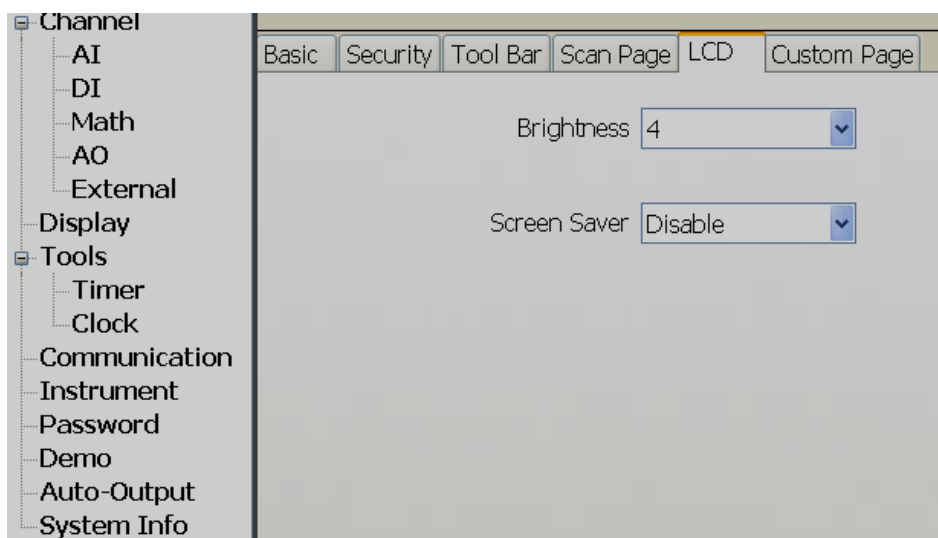 Channel
AI
DI
Math
AO
External
Display
Tools
Timer
Clock
Communication
Instrument
Password
Demo
Auto-Output
System Info
Basic Security Tool Bar Scan Page LCD Custom Page
Brightness 4
Screen Saver Disable